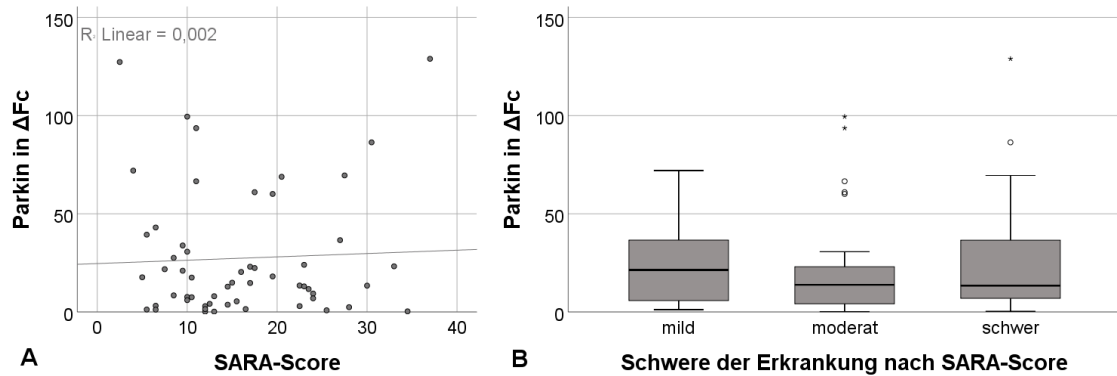 150
R² Linear = 0,002
100
50
0
Parkin in ΔFc
0 10 20 30 40
A
SARA-Score
150
100
50
0
Parkin in ΔFc
mild moderat schwer
B
Schwere der Erkrankung nach SARA-Score